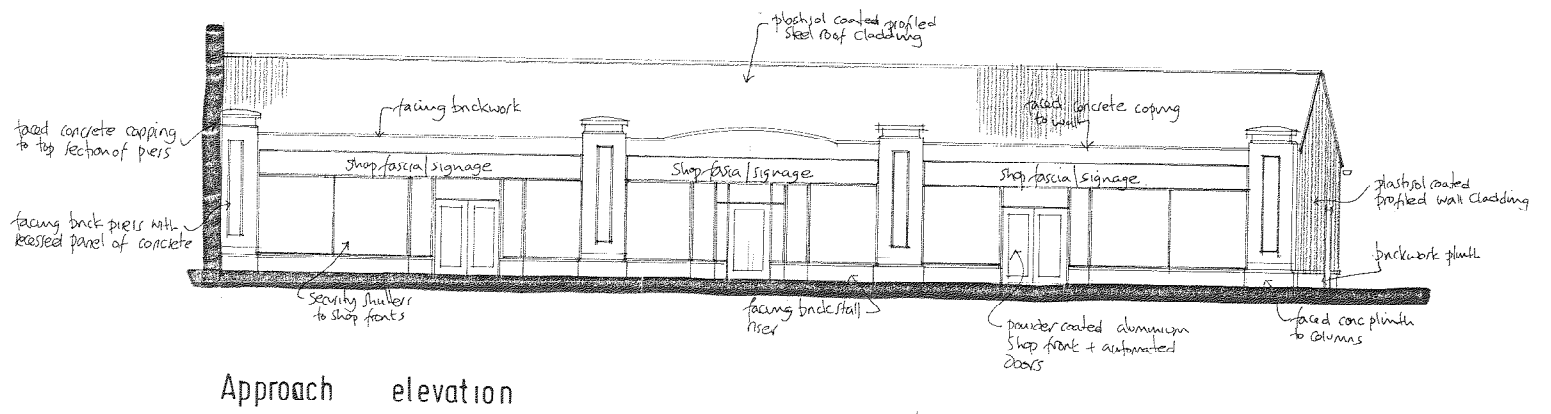 plastisol coated profiled
steel roof cladding
facing brickwork
faced concrete coping
to wall
faced concrete capping
to top section of piers
shop fascia/signage
shop fascia/signage
shop fascia/signage
plastisol coated
profiled wall cladding
facing brick piers with
recessed panel of concrete
brickwork plinth
security shutters
to shop fronts
facing brick stall
riser
powder coated aluminium
shop front + automated
doors
faced conc plinth
to columns
Approach elevation